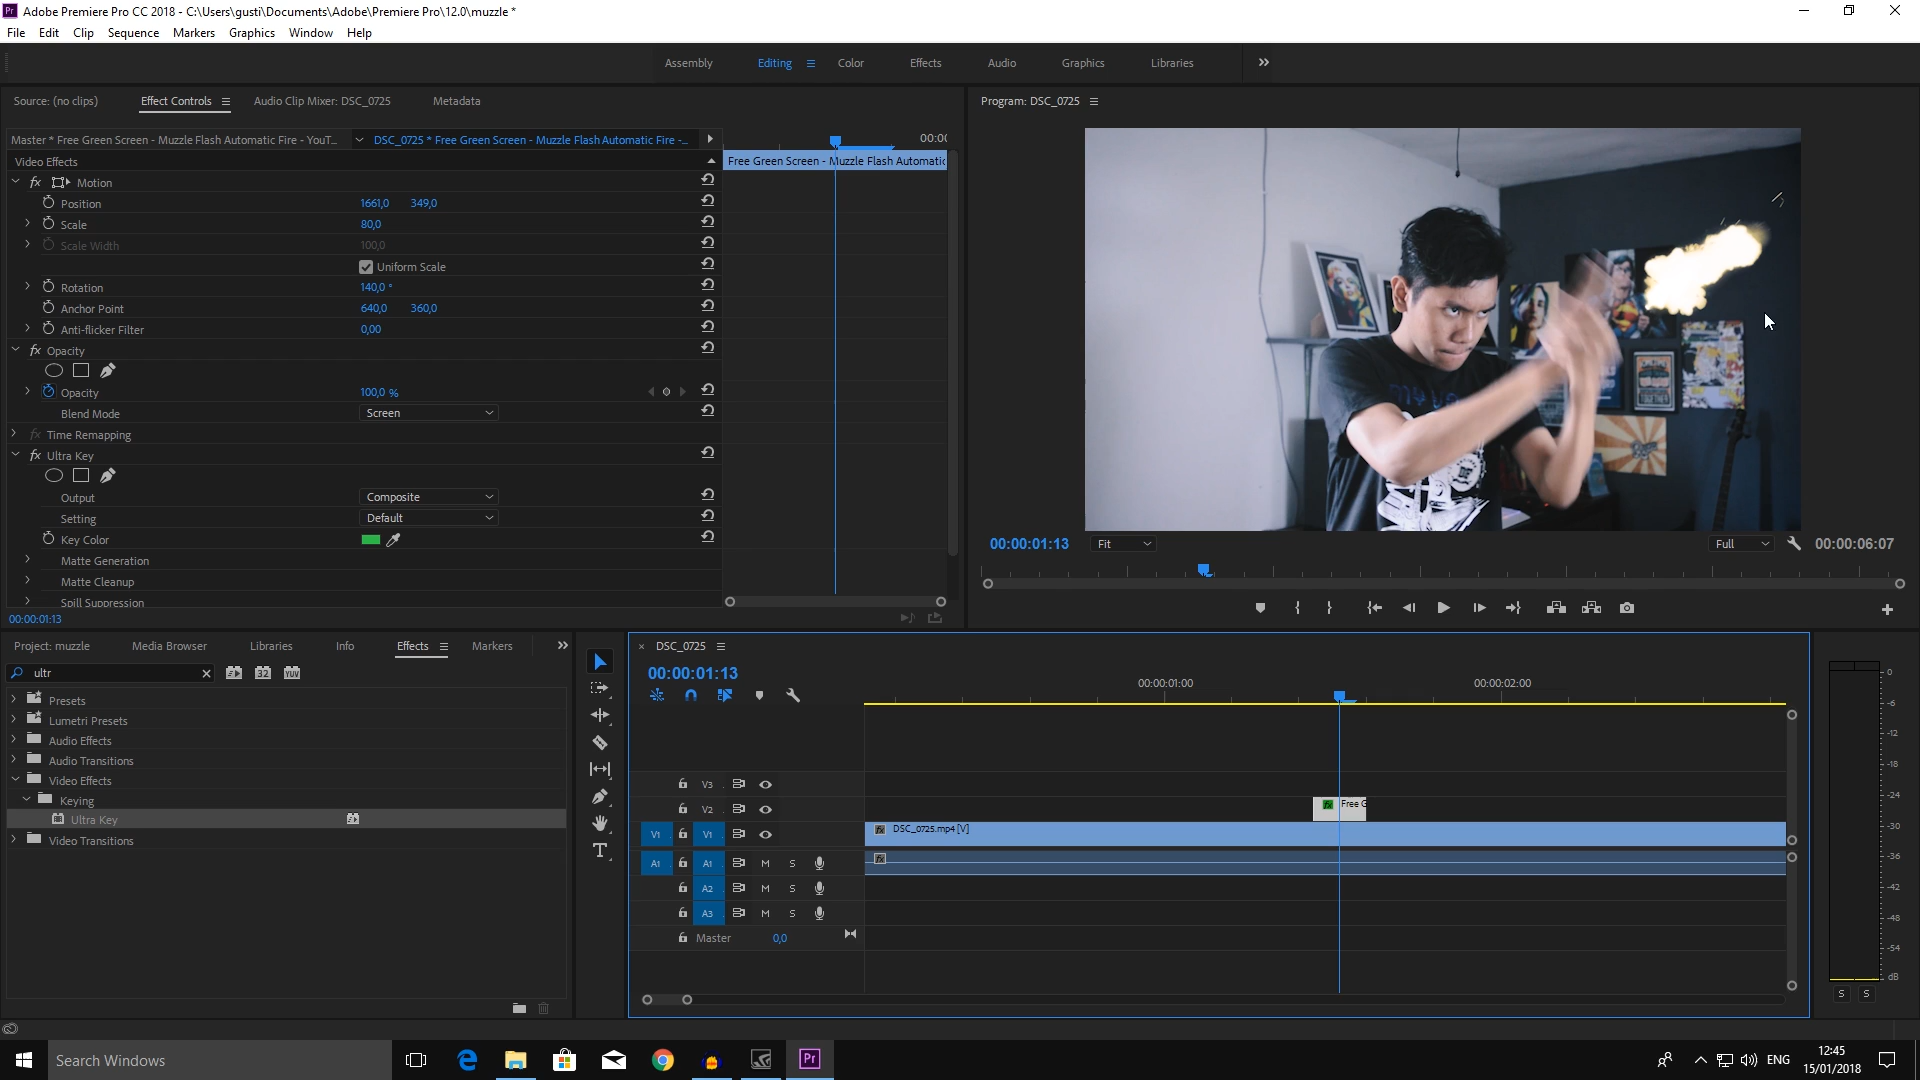 Adobe Premiere Pro CC 2018 - C:\Users\gusti\Documents\Adobe\Premiere Pro\12.0\muzzle *
File Edit Clip Sequence Markers Graphics Window Help
Assembly Editing Color Effects Audio Graphics Libraries
Source: (no clips) Effect Controls Audio Clip Mixer: DSC_0725 Metadata
Program: DSC_0725
Master * Free Green Screen - Muzzle Flash Automatic Fire - YouT... DSC_0725 * Free Green Screen - Muzzle Flash Automatic Fire -...
00:00
Video Effects
Free Green Screen - Muzzle Flash Automatic
fx Motion
Position 1661,0 349,0
Scale 80,0
Scale Width 100,0
Uniform Scale
Rotation 140,0 °
Anchor Point 640,0 360,0
Anti-flicker Filter 0,00
fx Opacity
Opacity 100,0 %
Blend Mode Screen
fx Time Remapping
fx Ultra Key
Output Composite
Setting Default
Key Color
Matte Generation
Matte Cleanup
Spill Suppression
00:00:01:13
00:00:01:13 Fit Full 00:00:06:07
Project: muzzle Media Browser Libraries Info Effects Markers
ultr
32 YUV
Presets
Lumetri Presets
Audio Effects
Audio Transitions
Video Effects
Keying
Ultra Key
Video Transitions
DSC_0725
00:00:01:13
00:00:01:00 00:00:02:00
V3
V2
fx Free G
V1 V1
fx DSC_0725.mp4 [V]
A1 A1 M S
fx
A2 M S
A3 M S
Master 0,0
0
-6
-12
-18
-24
-30
-36
-42
-48
-54
dB
S S
Search Windows
Pr
ENG
12:45
15/01/2018